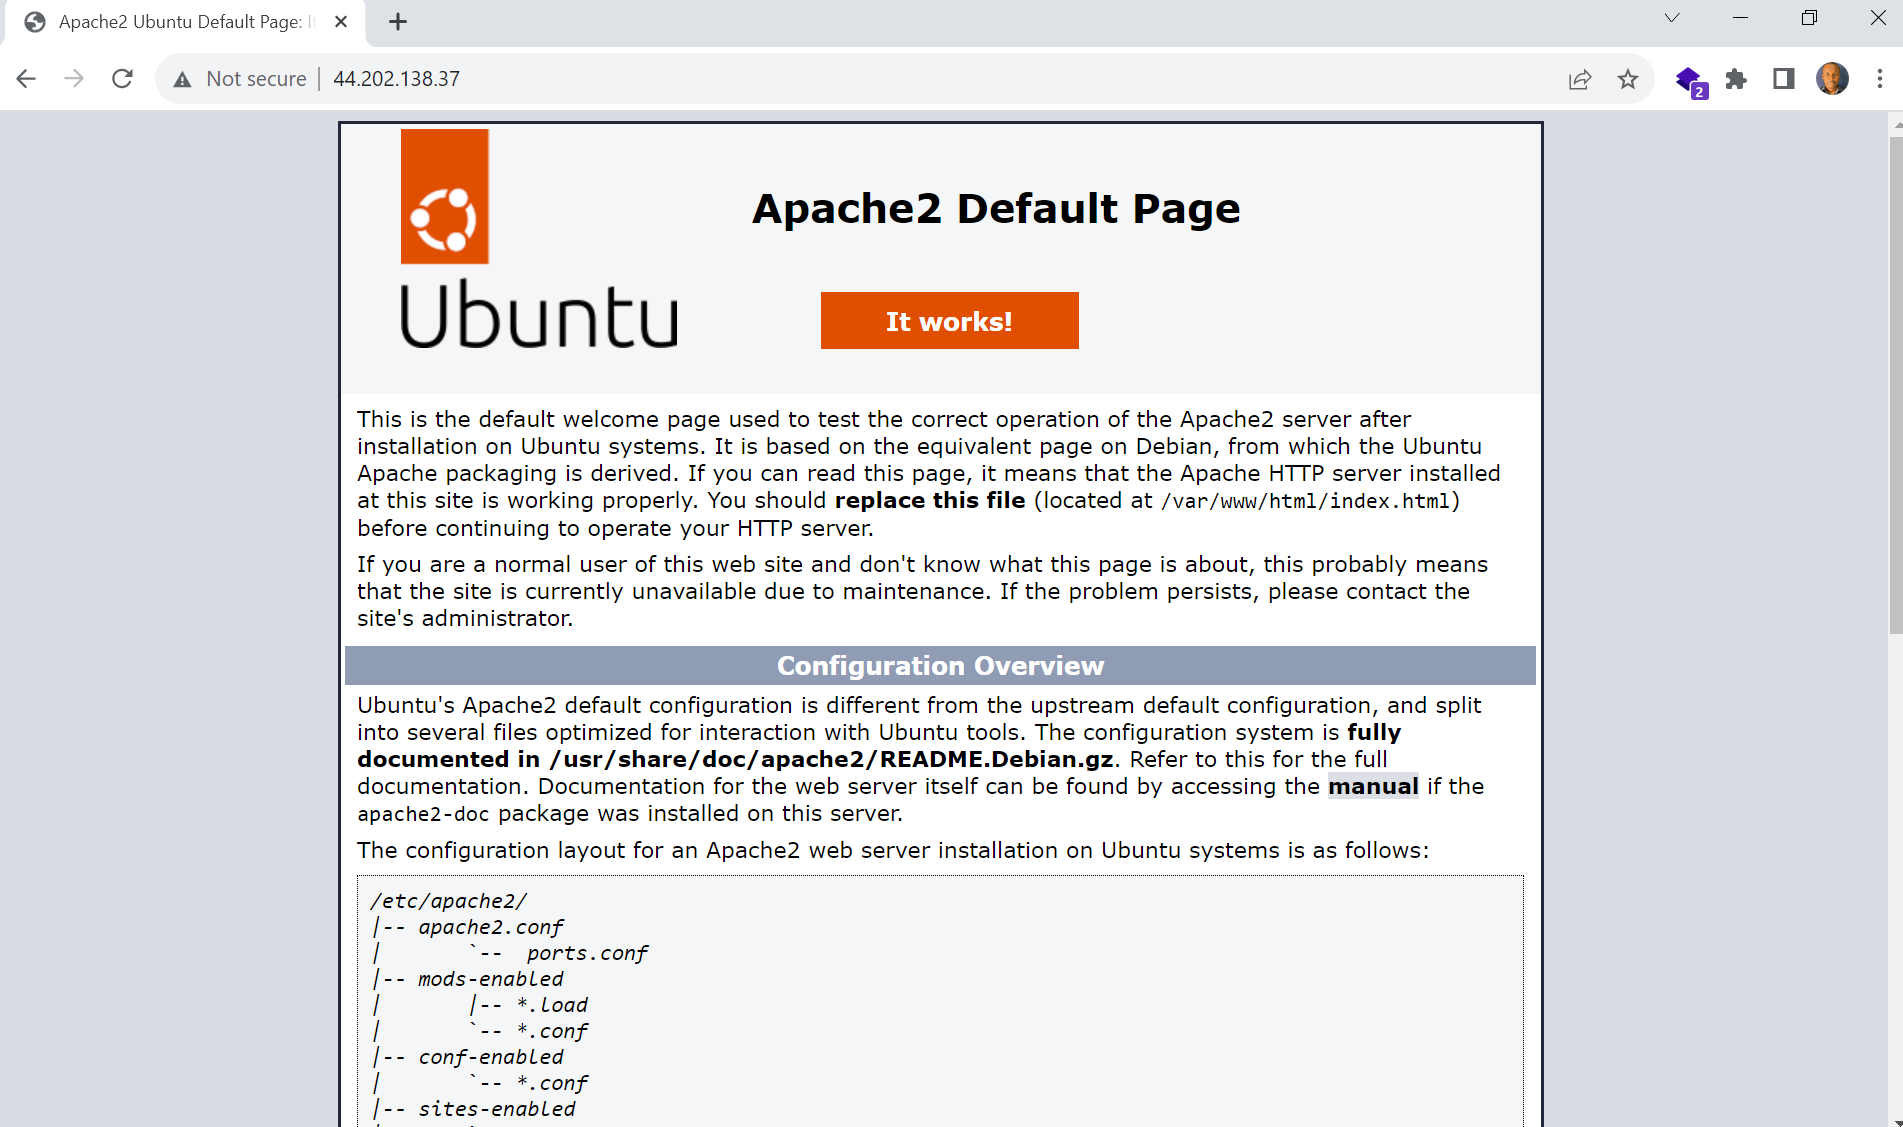 Apache2 Ubuntu Default Page: It
Not secure
44.202.138.37
2
Apache2 Default Page
Ubuntu
It works!
This is the default welcome page used to test the correct operation of the Apache2 server after
installation on Ubuntu systems. It is based on the equivalent page on Debian, from which the Ubuntu
Apache packaging is derived. If you can read this page, it means that the Apache HTTP server installed
at this site is working properly. You should replace this file (located at /var/www/html/index.html)
before continuing to operate your HTTP server.
If you are a normal user of this web site and don't know what this page is about, this probably means
that the site is currently unavailable due to maintenance. If the problem persists, please contact the
site's administrator.
Configuration Overview
Ubuntu's Apache2 default configuration is different from the upstream default configuration, and split
into several files optimized for interaction with Ubuntu tools. The configuration system is fully
documented in /usr/share/doc/apache2/README.Debian.gz. Refer to this for the full
documentation. Documentation for the web server itself can be found by accessing the manual if the
apache2-doc package was installed on this server.
The configuration layout for an Apache2 web server installation on Ubuntu systems is as follows:
/etc/apache2/
|-- apache2.conf
|       `--  ports.conf
|-- mods-enabled
|       |-- *.load
|       `-- *.conf
|-- conf-enabled
|       `-- *.conf
|-- sites-enabled